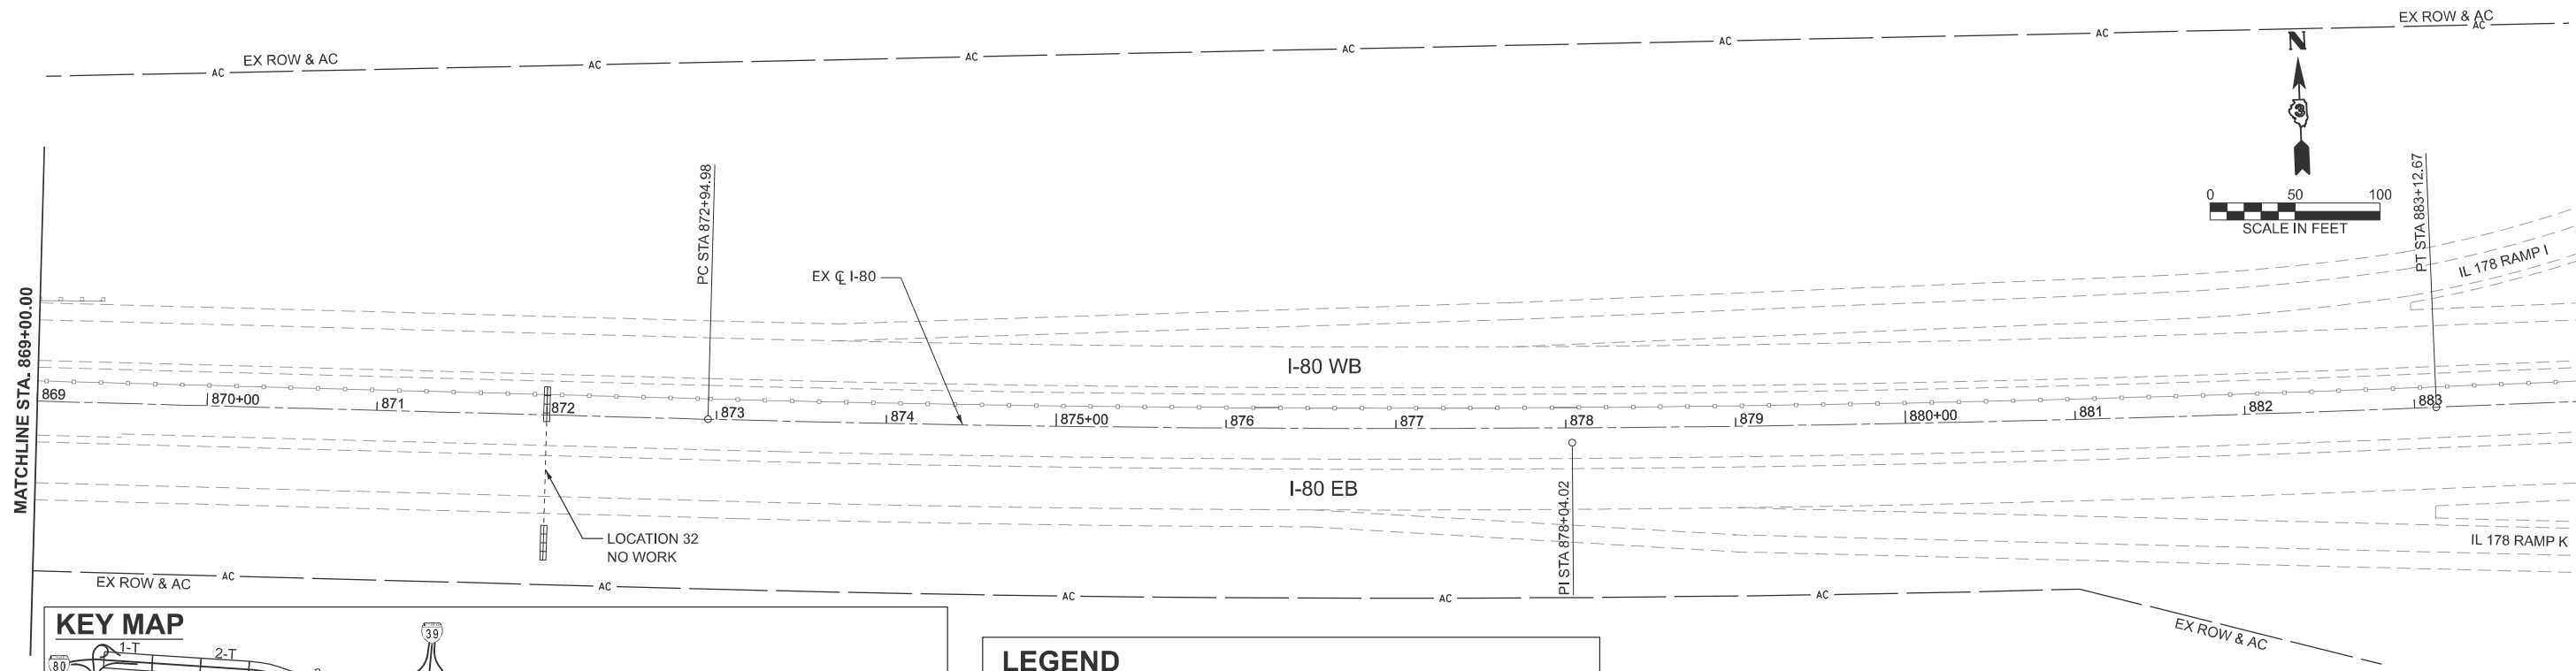 EX ROW & AC
AC
EX ROW & AC
AC
AC
AC
AC
AC
AC
N
3
0 50 100
SCALE IN FEET
MATCHLINE STA. 869+00.00
PC STA 872+94.98
EX ℄ I-80
PT STA 883+12.67
IL 178 RAMP I
I-80 WB
869 870+00 871 872 873 874 875+00 876 877 878 879 880+00 881 882 883
I-80 EB
PI STA 878+04.02
LOCATION 32
NO WORK
IL 178 RAMP K
EX ROW & AC
AC
AC
AC
AC
AC
EX ROW & AC
KEY MAP
1-T
2-T
80
39
LEGEND